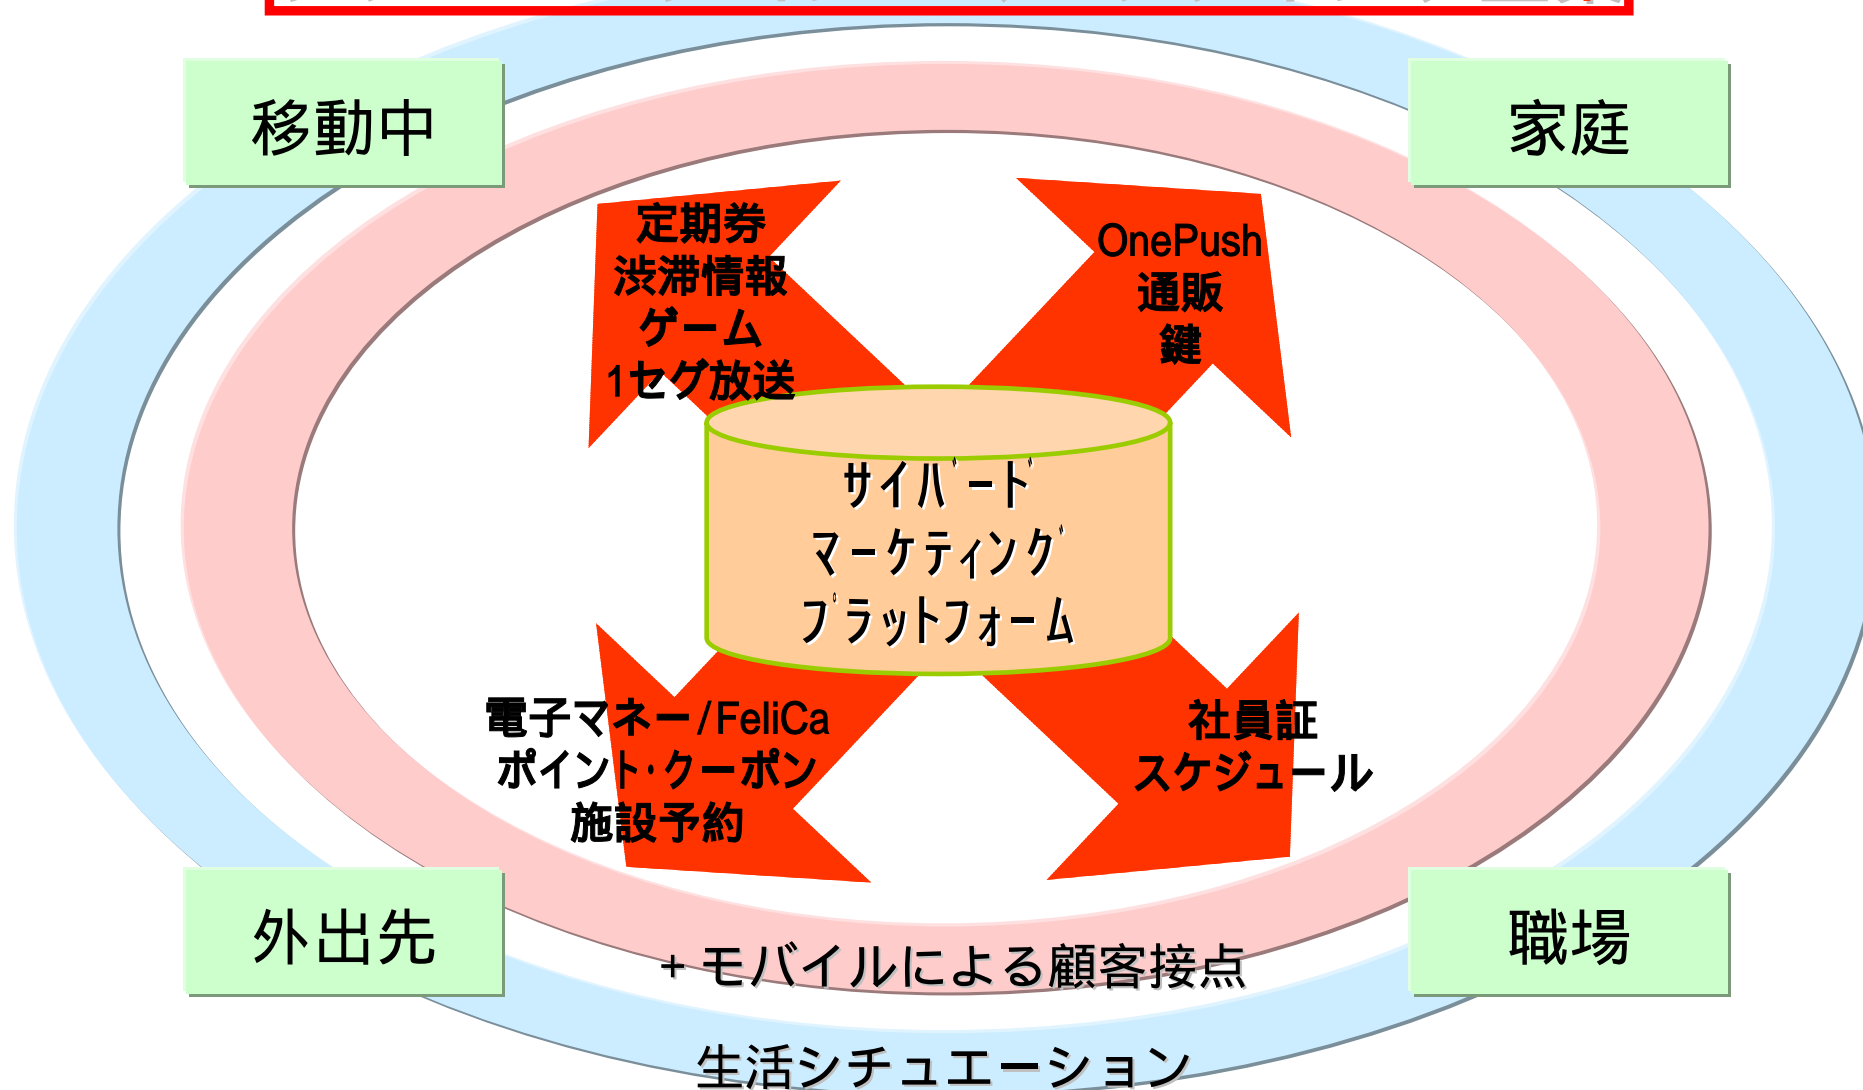 移動中
家庭
定期券
渋滞情報
ゲーム
1セグ放送
OnePush
通販
鍵
サイバード
マーケティング
プラットフォーム
電子マネー/FeliCa
ポイント・クーポン
施設予約
社員証
スケジュール
外出先
職場
+モバイルによる顧客接点
生活シチュエーション